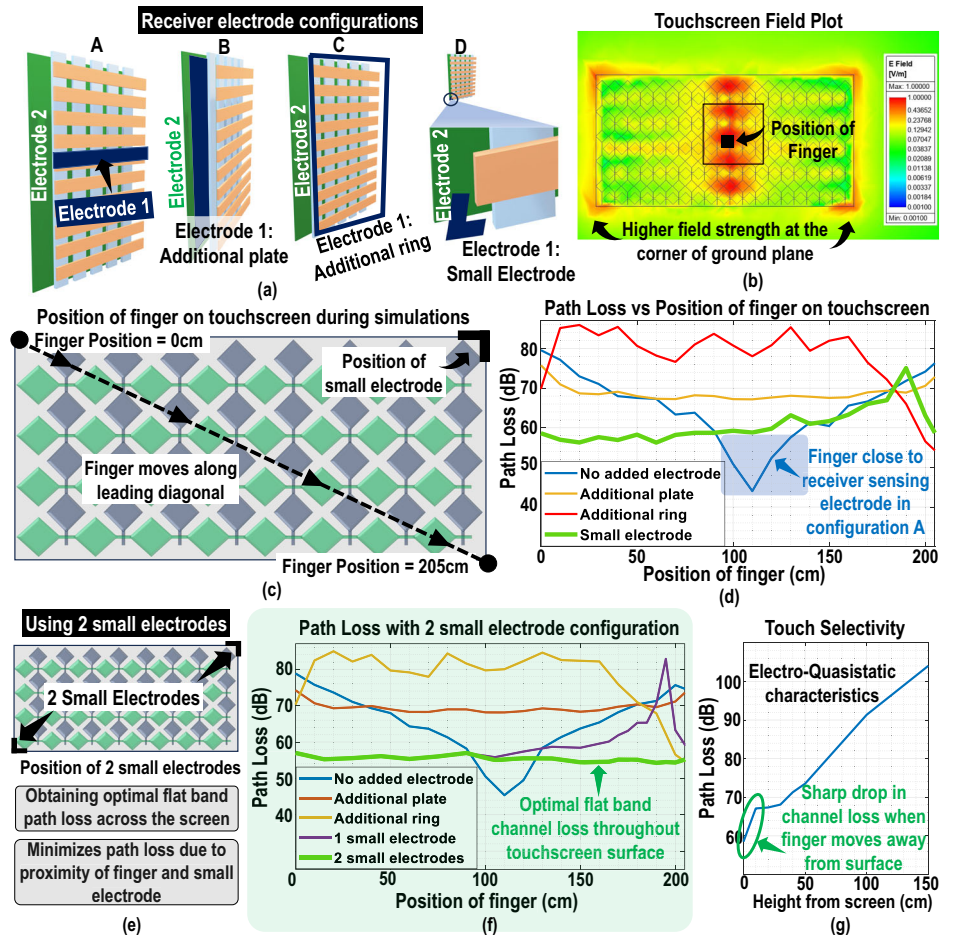 Receiver electrode configurations
A
B
C
D
Electrode 2
Electrode 1
Electrode 2
Electrode 1:
Additional plate
Electrode 2
Electrode 1:
Additional ring
Electrode 2
Electrode 1:
Small Electrode
(a)
Touchscreen Field Plot
E Field
[V/m]
Max: 1.00000
1.00000
0.43765
0.23768
0.12947
0.07047
0.03837
0.02089
0.01138
0.00619
0.00337
0.00184
0.00100
Min: 0.00100
Position of
Finger
Higher field strength at the
corner of ground plane
(b)
Position of finger on touchscreen during simulations
Finger Position = 0cm
Position of
small electrode
Finger moves along
leading diagonal
Finger Position = 205cm
(c)
Path Loss vs Position of finger on touchscreen
Path Loss (dB)
80
70
60
50
40
No added electrode
Additional plate
Additional ring
Small electrode
Finger close to
receiver sensing
electrode in
configuration A
0
50
100
150
200
Position of finger (cm)
(d)
Using 2 small electrodes
2 Small Electrodes
Position of 2 small electrodes
Obtaining optimal flat band
path loss across the screen
Minimizes path loss due to
proximity of finger and small
electrode
(e)
Path Loss with 2 small electrode configuration
Path Loss (dB)
80
70
60
50
40
No added electrode
Additional plate
Additional ring
1 small electrode
2 small electrodes
Optimal flat band
channel loss throughout
touchscreen surface
0
50
100
150
200
Position of finger (cm)
(f)
Touch Selectivity
Electro-Quasistatic
characteristics
Path Loss (dB)
100
90
80
70
60
Sharp drop in
channel loss when
finger moves away
from surface
0
50
100
150
Height from screen (cm)
(g)